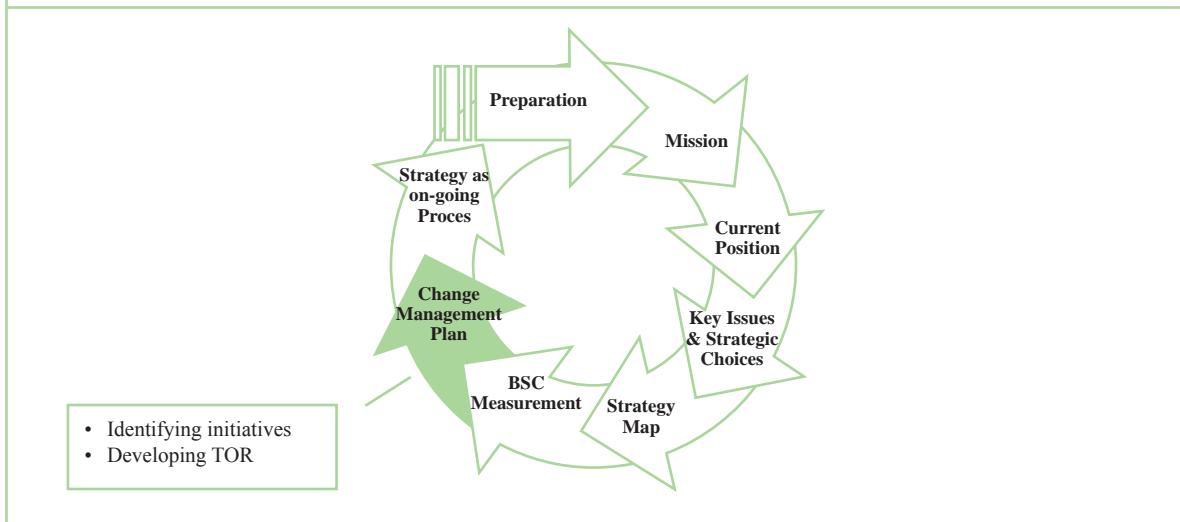 Preparation
Mission
Current
Position
Key Issues
& Strategic
Choices
Strategy
Map
BSC
Measurement
Change
Management
Plan
Strategy as
on-going
Proces
• Identifying initiatives
• Developing TOR